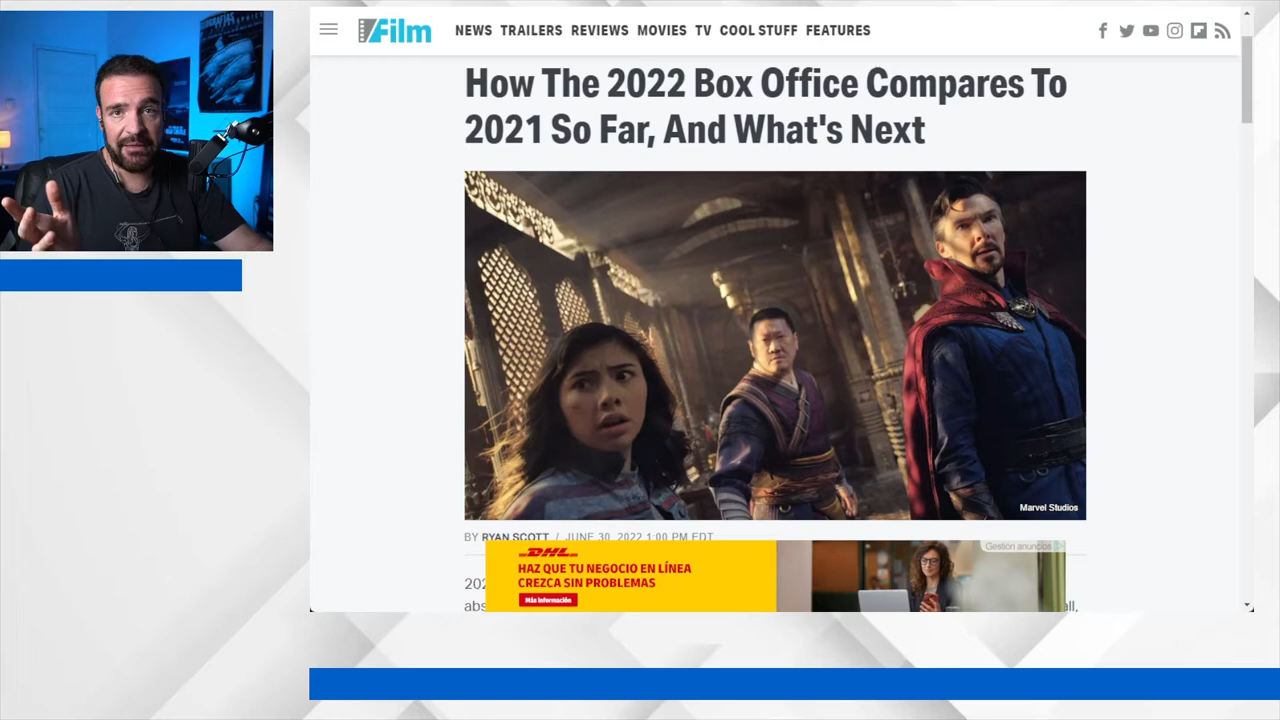 /Film
NEWS TRAILERS REVIEWS MOVIES TV COOL STUFF FEATURES
How The 2022 Box Office Compares To
2021 So Far, And What's Next
Marvel Studios
BY RYAN SCOTT / JUNE 30, 2022 1:00 PM EDT
Gestión anuncios
DHL
HAZ QUE TU NEGOCIO EN LÍNEA
CREZCA SIN PROBLEMAS
Más información